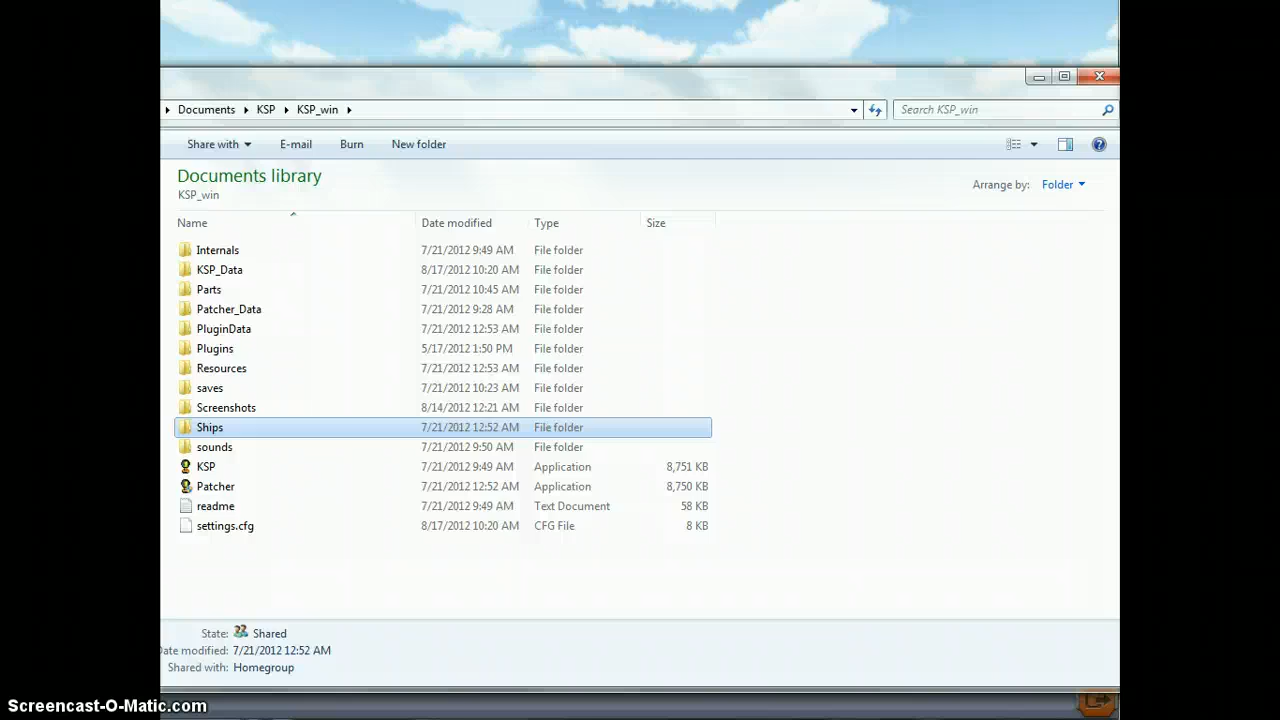 Documents KSP KSP_win
Search KSP_win
Share with E-mail Burn New folder
Documents library
KSP_win
Arrange by: Folder
Name Date modified Type Size
Internals 7/21/2012 9:49 AM File folder
KSP_Data 8/17/2012 10:20 AM File folder
Parts 7/21/2012 10:45 AM File folder
Patcher_Data 7/21/2012 9:28 AM File folder
PluginData 7/21/2012 12:53 AM File folder
Plugins 5/17/2012 1:50 PM File folder
Resources 7/21/2012 12:53 AM File folder
saves 7/21/2012 10:23 AM File folder
Screenshots 8/14/2012 12:21 AM File folder
Ships 7/21/2012 12:52 AM File folder
sounds 7/21/2012 9:50 AM File folder
KSP 7/21/2012 9:49 AM Application 8,751 KB
Patcher 7/21/2012 12:52 AM Application 8,750 KB
readme 7/21/2012 9:49 AM Text Document 58 KB
settings.cfg 8/17/2012 10:20 AM CFG File 8 KB
State: Shared
ate modified: 7/21/2012 12:52 AM
Shared with: Homegroup
Screencast-O-Matic.com